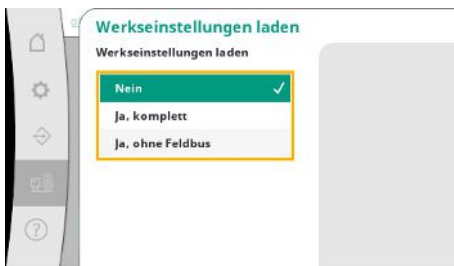 Werkseinstellungen laden
Werkseinstellungen laden
Nein
Ja, komplett
Ja, ohne Feldbus
?